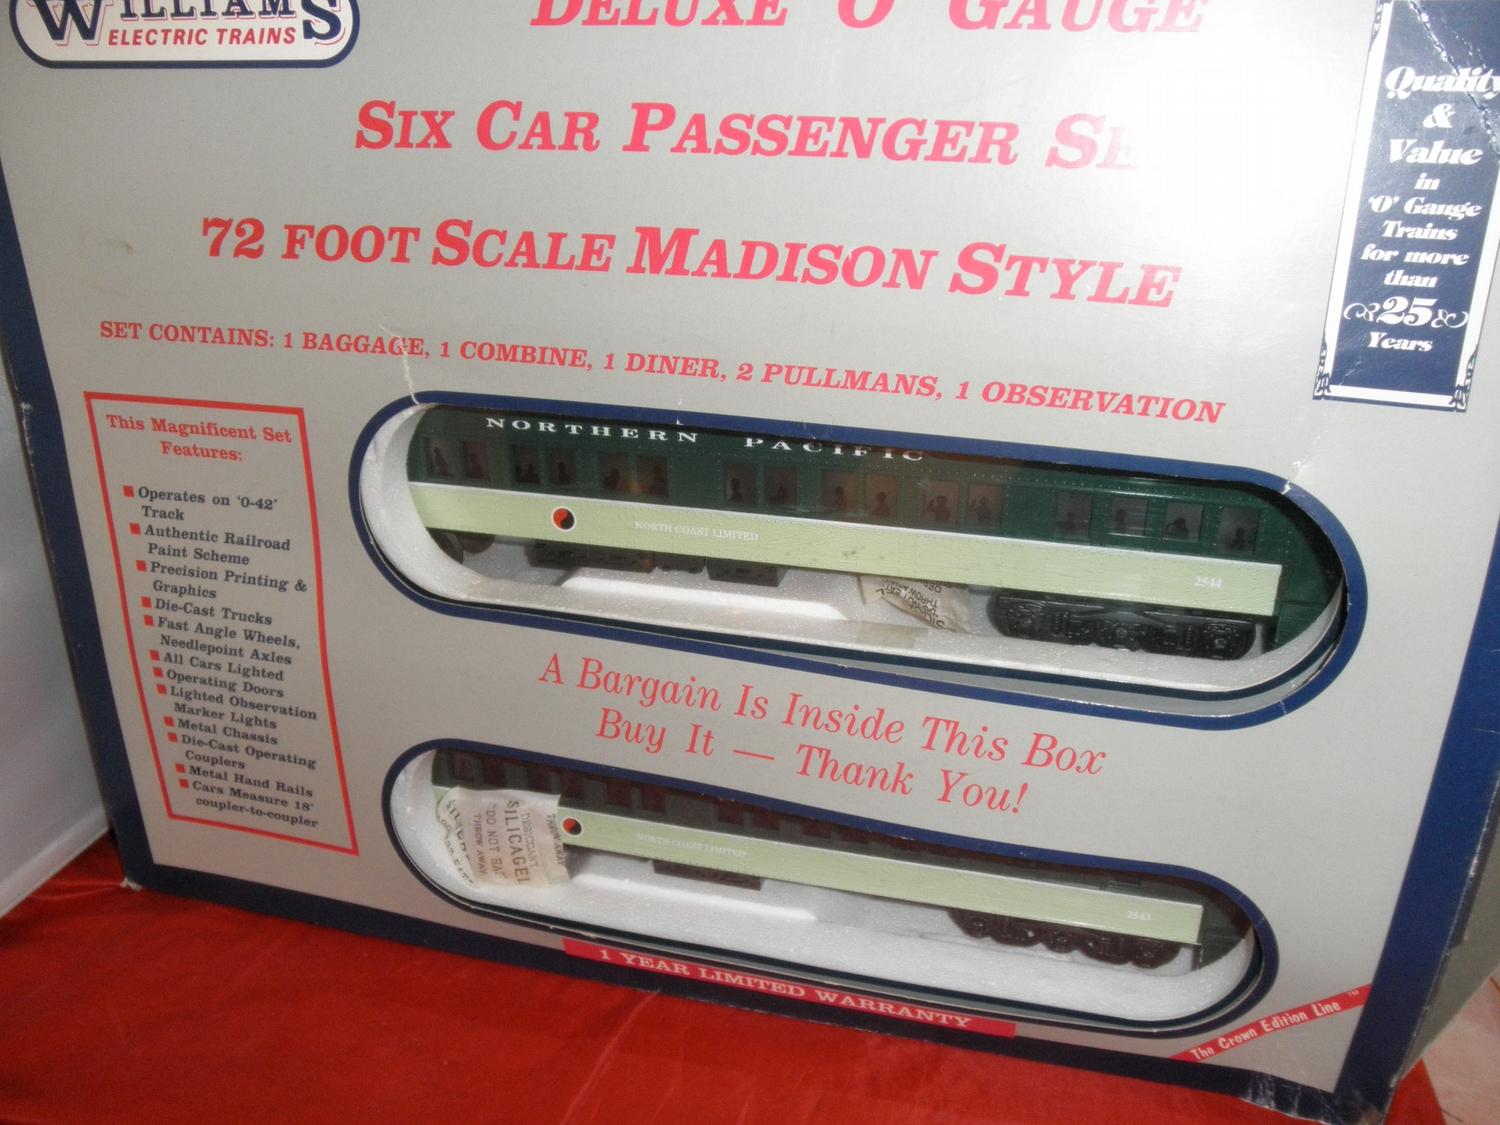 WILLIAMS
ELECTRIC TRAINS
DELUXE 'O' GAUGE
SIX CAR PASSENGER
72 FOOT SCALE MADISON STYLE
SET CONTAINS: 1 BAGGAGE, 1 COMBINE, 1 DINER, 2 PULLMANS, 1 OBSERVATION
Quality
&
Value
in
'O' Gauge
Trains
for more
than
25
Years
This Magnificent Set
Features:
Operates on '0-42'
Track
Authentic Railroad
Paint Scheme
Precision Printing &
Graphics
Die-Cast Trucks
Fast Angle Wheels,
Needlepoint Axles
All Cars Lighted
Operating Doors
Lighted Observation
Marker Lights
Metal Chassis
Die-Cast Operating
Couplers
Metal Hand Rails
Cars Measure 18'
coupler-to-coupler
NORTHERN PACIFIC
NORTH COAST LIMITED
2544
A Bargain Is Inside This Box
Buy It — Thank You!
DESICCANT
SILICAGEL
"DO NOT EAT
THROW AWAY
NORTH COAST LIMITED
2543
1 YEAR LIMITED WARRANTY
The Crown Edition Line ™